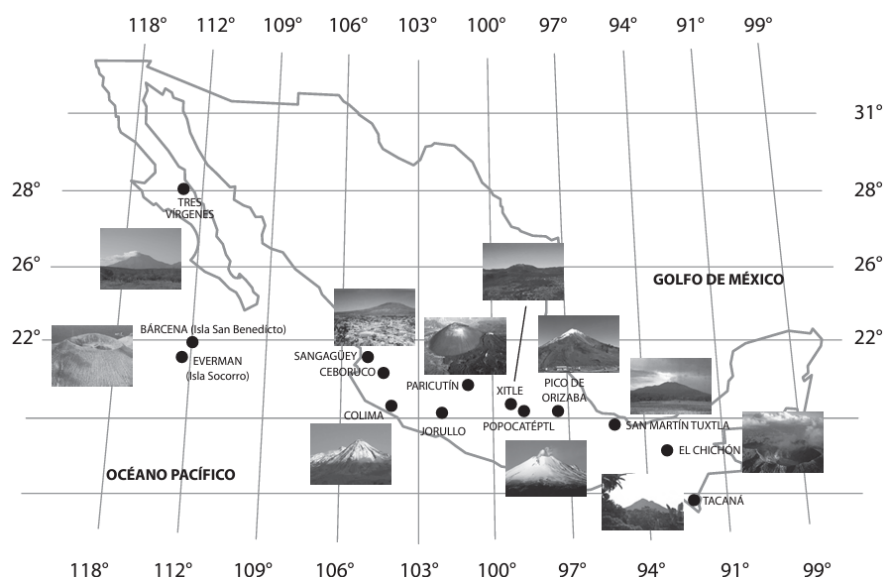 118° 112° 109° 106° 103° 100° 97° 94° 91° 99°
31°
28° 28°
TRES
VÍRGENES
26° 26°
GOLFO DE MÉXICO
22° 22°
BÁRCENA (Isla San Benedicto)
EVERMAN
(Isla Socorro)
SANGAGÜEY
CEBORUCO
PARICUTÍN
XITLE
PICO DE
ORIZABA
COLIMA
JORULLO
POPOCATÉPTL
SAN MARTÍN TUXTLA
EL CHICHÓN
OCÉANO PACÍFICO
TACANÁ
118° 112° 109° 106° 103° 100° 97° 94° 91° 99°